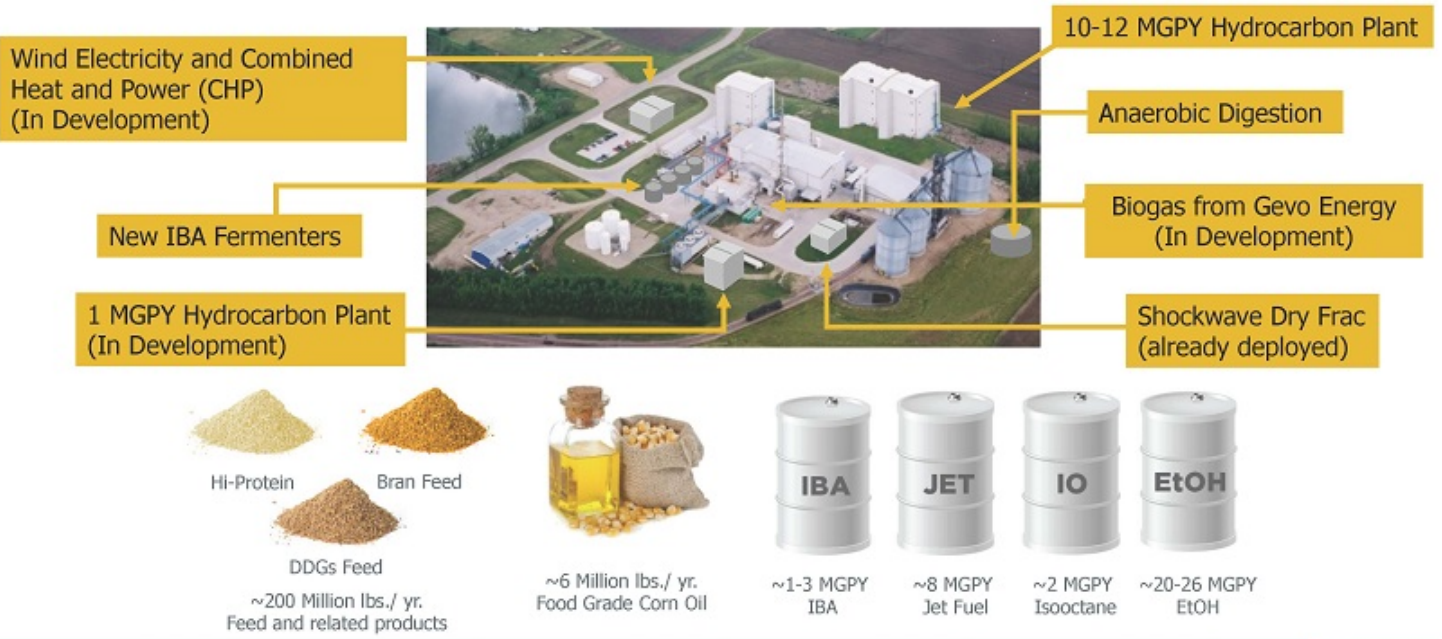 Wind Electricity and Combined
Heat and Power (CHP)
(In Development)
10-12 MGPY Hydrocarbon Plant
Anaerobic Digestion
New IBA Fermenters
Biogas from Gevo Energy
(In Development)
1 MGPY Hydrocarbon Plant
(In Development)
Shockwave Dry Frac
(already deployed)
Hi-Protein
Bran Feed
DDGs Feed
~200 Million lbs./ yr.
Feed and related products
~6 Million lbs./ yr.
Food Grade Corn Oil
IBA
~1-3 MGPY
IBA
JET
~8 MGPY
Jet Fuel
IO
~2 MGPY
Isooctane
EtOH
~20-26 MGPY
EtOH